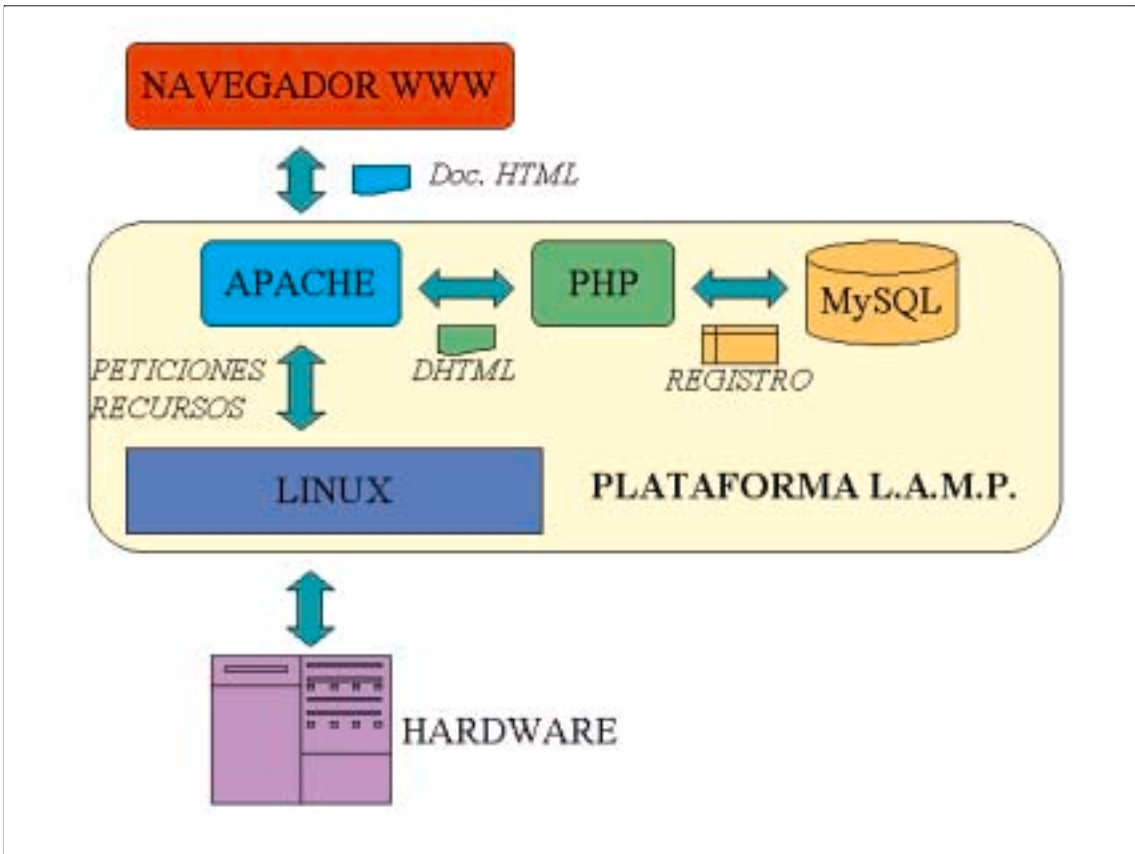 NAVEGADOR WWW
Doc. HTML
APACHE
PHP
MySQL
PETICIONES
RECURSOS
DHTML
REGISTRO
LINUX
PLATAFORMA L.A.M.P.
HARDWARE